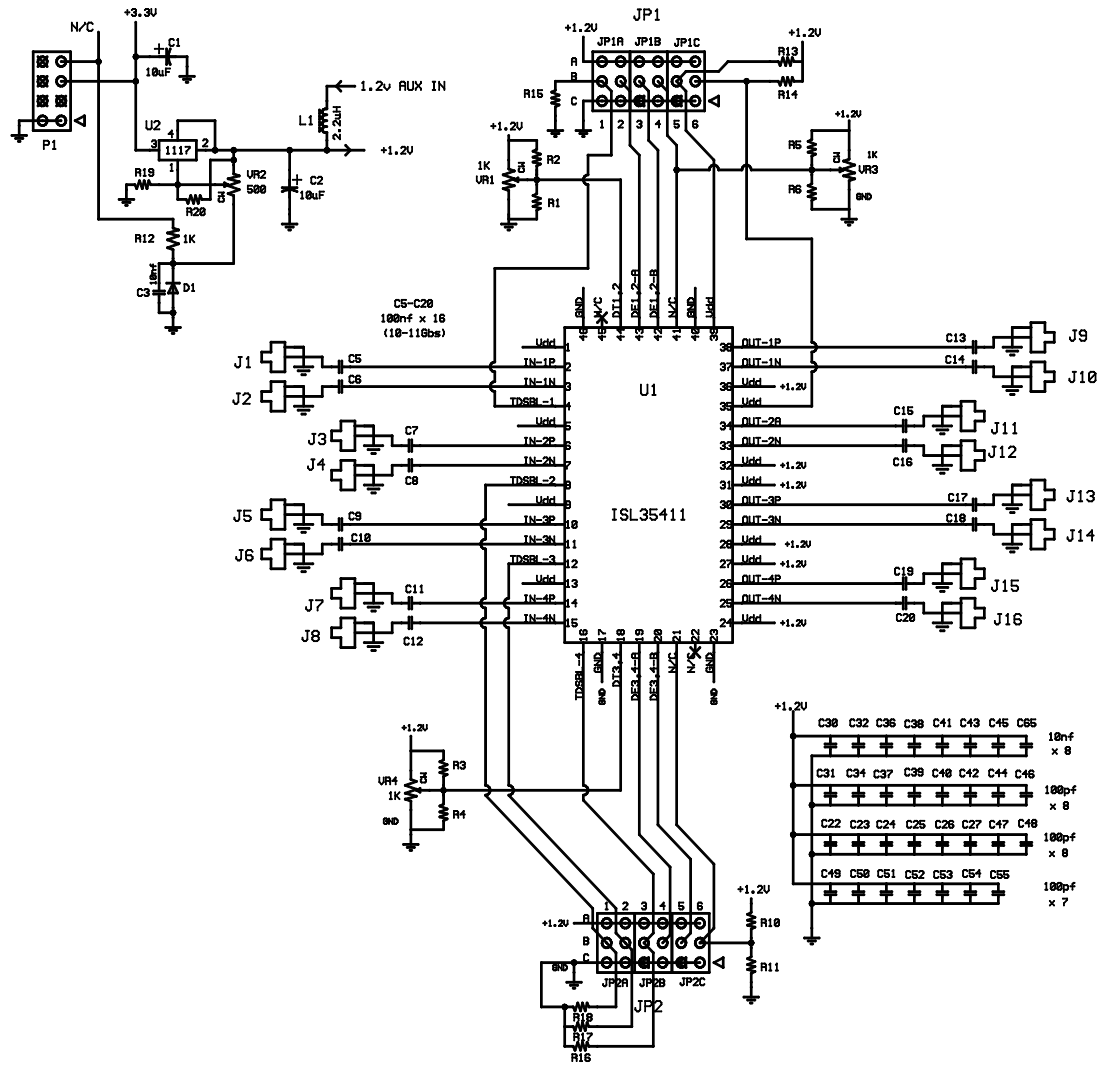 +3.3V
N/C
C1
10uF
P1
U2
4
3
1117
2
1
R19
R20
CW
VR2
500
R12
1K
10nf
C3
D1
L1
2.2uH
1.2v AUX IN
+1.2V
C2
10uF
JP1
+1.2V
JP1A
JP1B
JP1C
A
B
C
R15
1 2 3 4 5 6
R13
R14
+1.2V
+1.2V
1K
VR1
CW
R2
R1
+1.2V
R5
R6
1K
VR3
CW
GND
C5-C20
100nf x 16
(10-11Gbs)
GND
N/C
DT1,2
DE1,2-A
DE1,2-B
N/C
GND
Vdd
46 45 44 43 42 41 40 39
U1
ISL35411
J1
C5
Vdd
1
IN-1P
2
J2
C6
IN-1N
3
TDSBL-1
4
Vdd
5
J3
C7
IN-2P
6
J4
C8
IN-2N
7
TDSBL-2
8
Vdd
9
J5
C9
IN-3P
10
J6
C10
IN-3N
11
TDSBL-3
12
Vdd
13
J7
C11
IN-4P
14
J8
C12
IN-4N
15
38
OUT-1P
C13
J9
37
OUT-1N
C14
J10
36
Vdd
+1.2V
35
Vdd
34
OUT-2A
C15
J11
33
OUT-2N
C16
J12
32
Vdd
+1.2V
31
Vdd
+1.2V
30
OUT-3P
C17
J13
29
OUT-3N
C18
J14
28
Vdd
+1.2V
27
Vdd
+1.2V
26
OUT-4P
C19
J15
25
OUT-4N
C20
J16
24
Vdd
+1.2V
16 17 18 19 20 21 22 23
TDSBL-4
GND
DT3,4
DE3,4-A
DE3,4-B
N/C
N/C
GND
GND
GND
+1.2V
VR4
1K
CW
R3
R4
GND
+1.2V
C30 C32 C36 C38 C41 C43 C45 C65
10nf
x 8
C31 C34 C37 C39 C40 C42 C44 C46
100pf
x 8
C22 C23 C24 C25 C26 C27 C47 C48
100pf
x 8
C49 C50 C51 C52 C53 C54 C55
100pf
x 7
1 2 3 4 5 6
+1.2V
A
B
C
GND
JP2A
JP2B
JP2C
JP2
+1.2V
R10
R11
R18
R17
R16